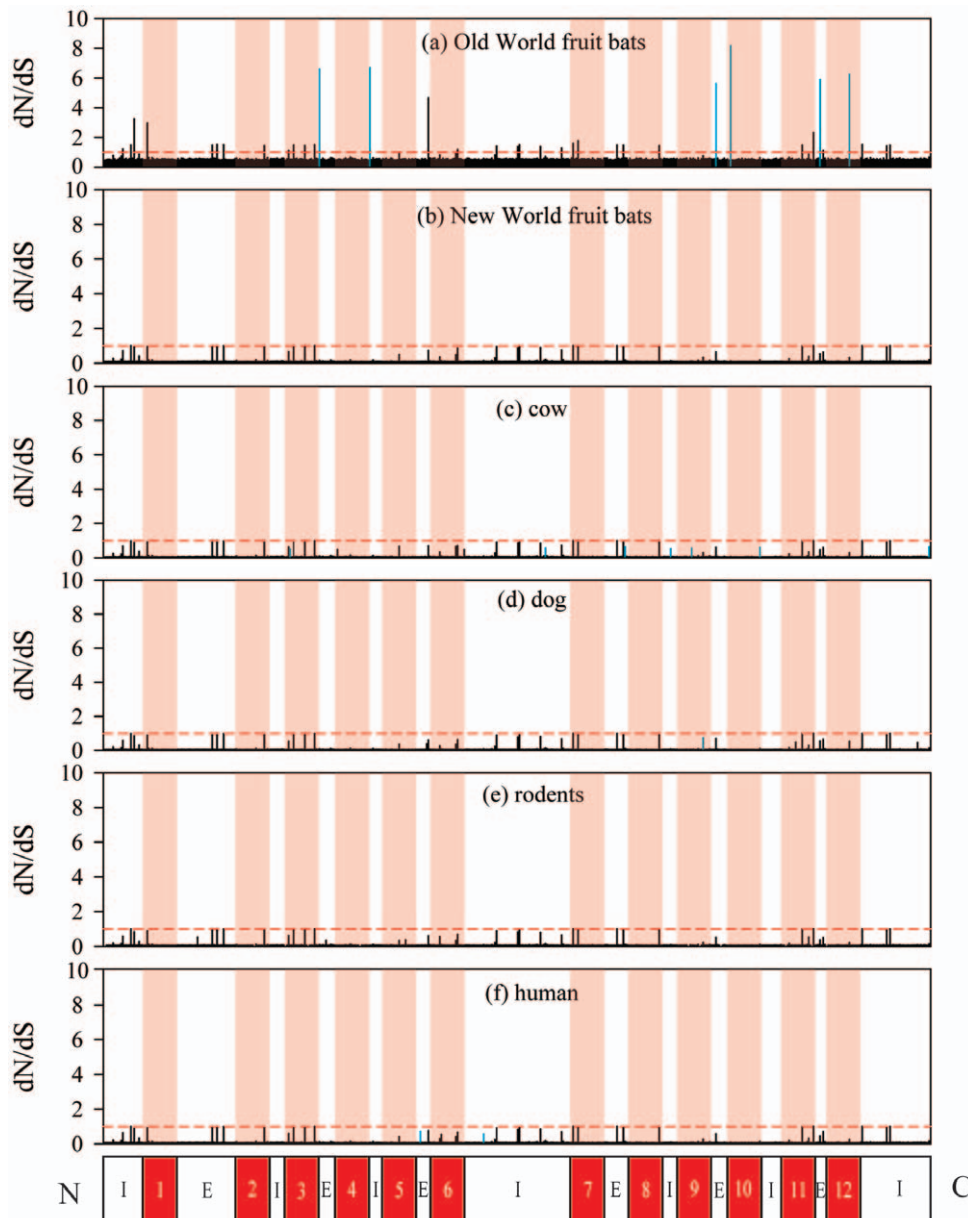 (a) Old World fruit bats
dN/dS
10
8
6
4
2
0
(b) New World fruit bats
dN/dS
10
8
6
4
2
0
(c) cow
dN/dS
10
8
6
4
2
0
(d) dog
dN/dS
10
8
6
4
2
0
(e) rodents
dN/dS
10
8
6
4
2
0
(f) human
dN/dS
10
8
6
4
2
0
N I 1 E 2 I 3 E 4 I 5 E 6 I 7 E 8 I 9 E 10 I 11 E 12 I C